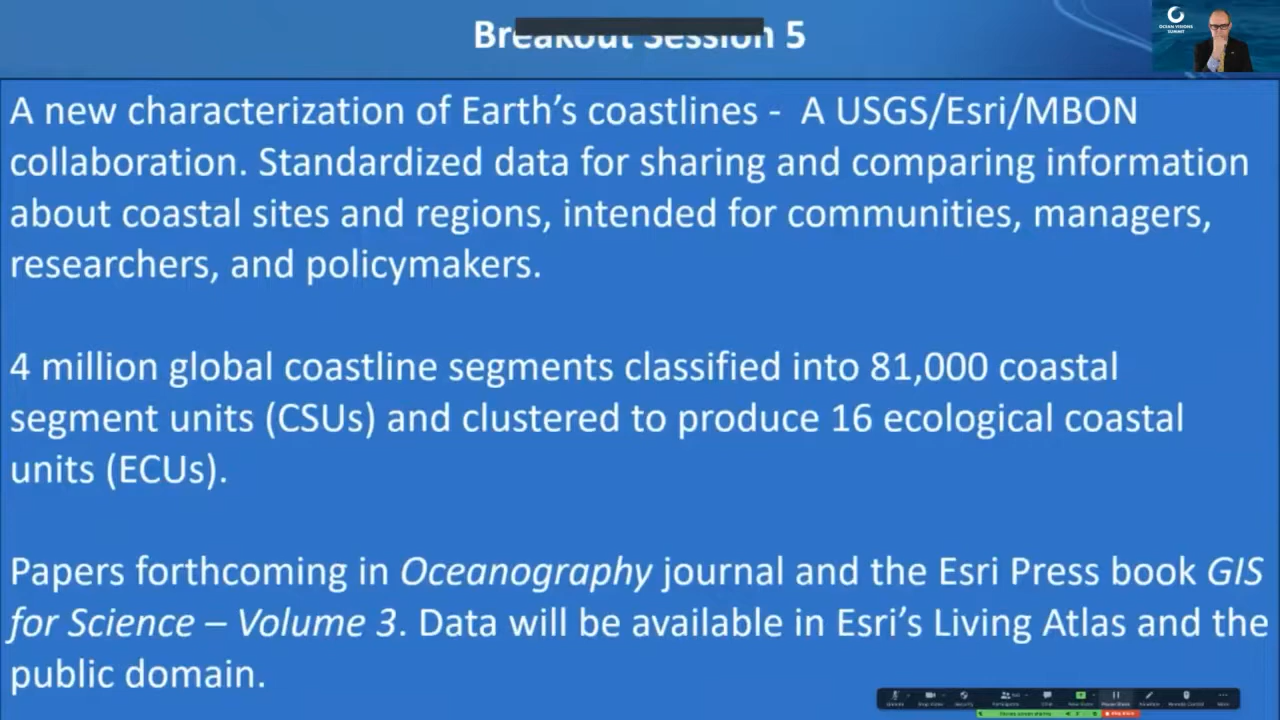 Breakout Session 5
OCEAN VISIONS
SUMMIT
A new characterization of Earth's coastlines - A USGS/Esri/MBON
collaboration. Standardized data for sharing and comparing information
about coastal sites and regions, intended for communities, managers,
researchers, and policymakers.
4 million global coastline segments classified into 81,000 coastal
segment units (CSUs) and clustered to produce 16 ecological coastal
units (ECUs).
Papers forthcoming in Oceanography journal and the Esri Press book GIS
for Science – Volume 3. Data will be available in Esri's Living Atlas and the
public domain.